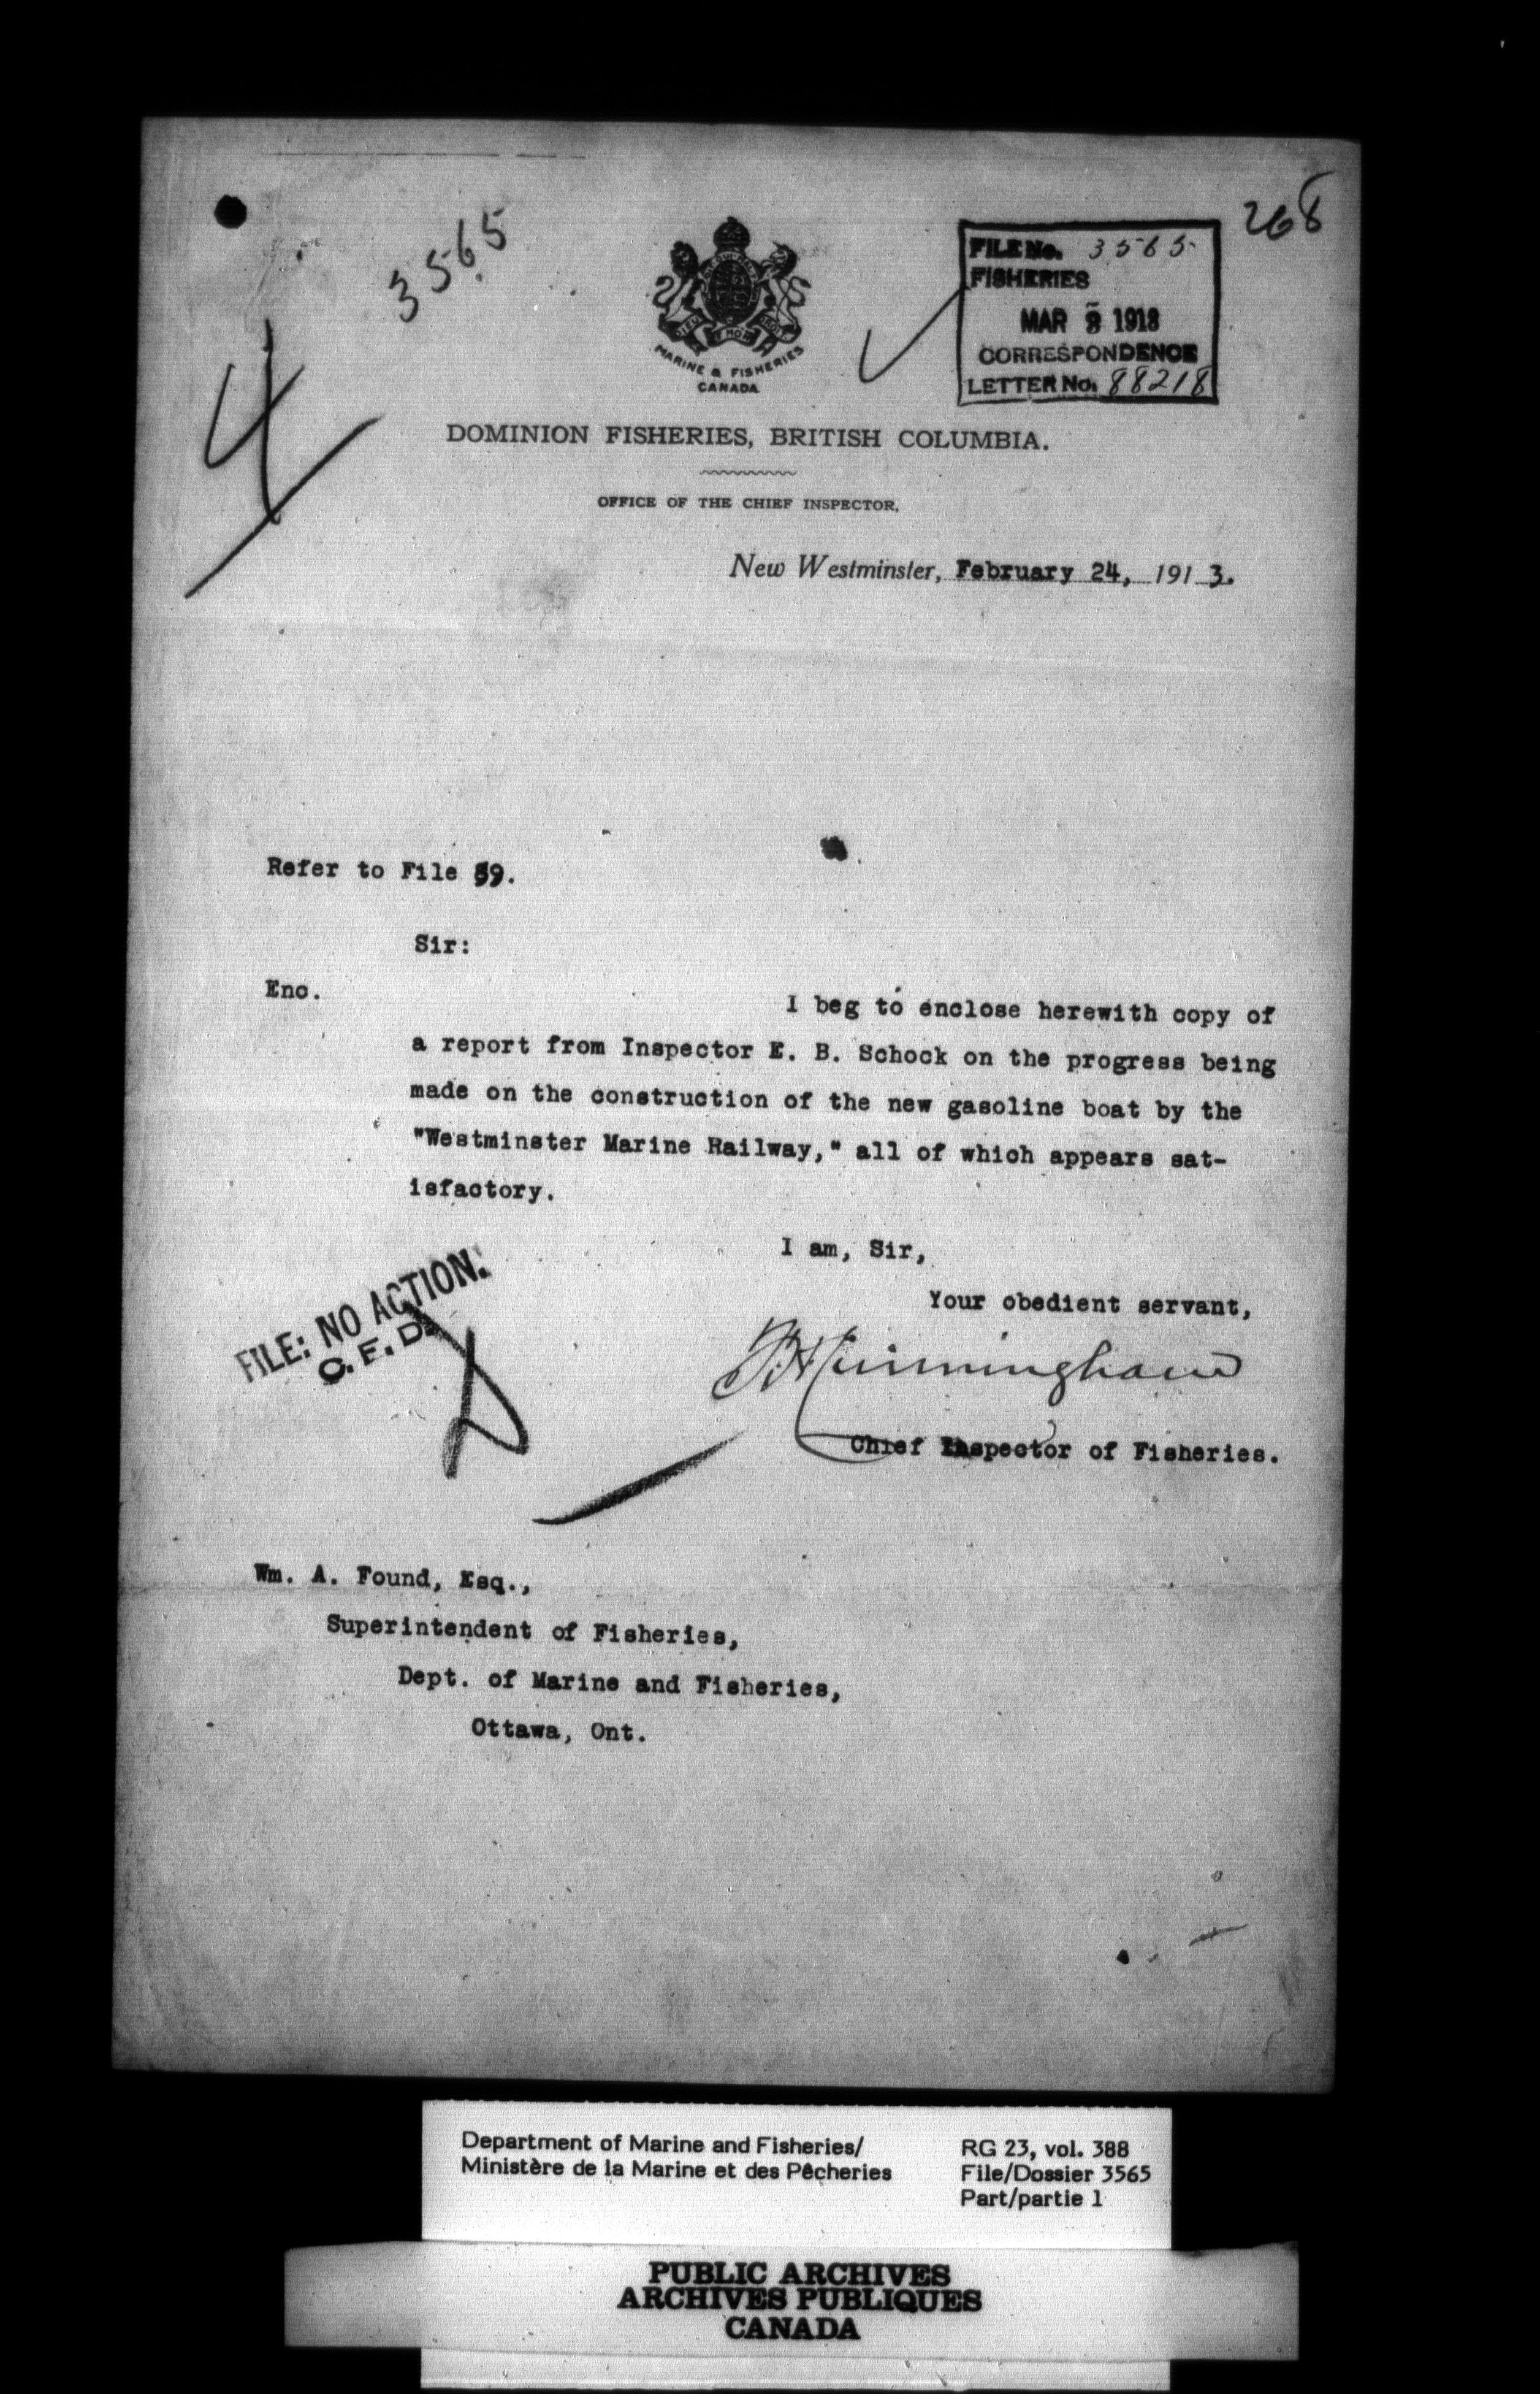 3565
268
FILE No. 3565
FISHERIES
MAR 3 1913
CORRESPONDENCE
LETTER No. 88218
DIEU ET MON DROIT
MARINE & FISHERIES
CANADA
DOMINION FISHERIES, BRITISH COLUMBIA.
OFFICE OF THE CHIEF INSPECTOR,
New Westminster, February 24, 1913.
Refer to File 59.
Sir:
Enc.
I beg to enclose herewith copy of
a report from Inspector E. B. Schock on the progress being
made on the construction of the new gasoline boat by the
"Westminster Marine Railway," all of which appears sat-
isfactory.
I am, Sir,
Your obedient servant,
FILE: NO ACTION.
C. F. D.
Cunningham
Chief Inspector of Fisheries.
Wm. A. Found, Esq.,
Superintendent of Fisheries,
Dept. of Marine and Fisheries,
Ottawa, Ont.
Department of Marine and Fisheries/
Ministère de la Marine et des Pêcheries
RG 23, vol. 388
File/Dossier 3565
Part/partie 1
PUBLIC ARCHIVES
ARCHIVES PUBLIQUES
CANADA